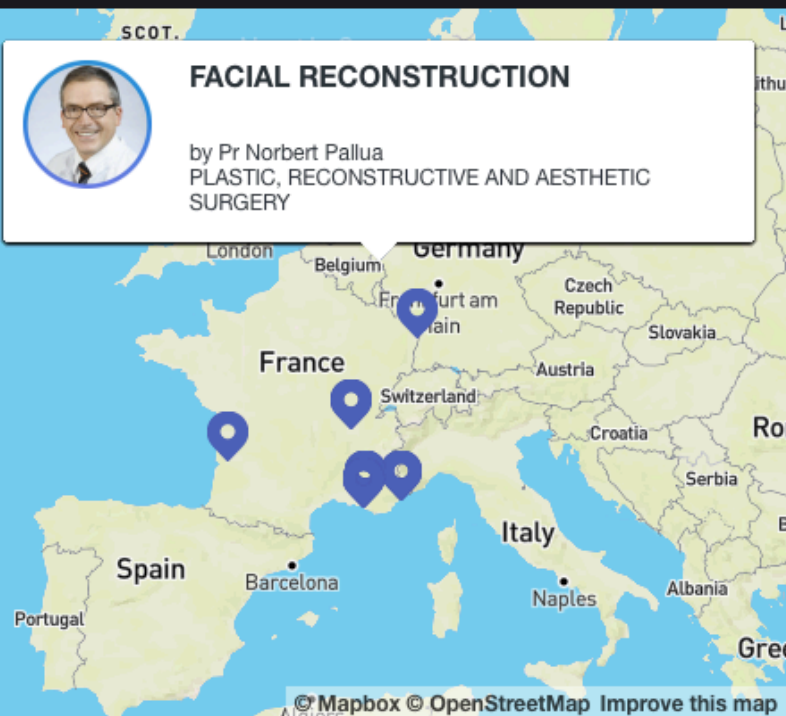 SCOT.
FACIAL RECONSTRUCTION
by Pr Norbert Pallua
PLASTIC, RECONSTRUCTIVE AND AESTHETIC
SURGERY
London
Germany
Belgium
Czech
Republic
Frankfurt am
Main
Slovakia
France
Austria
Switzerland
Croatia
Serbia
Italy
Spain
Barcelona
Naples
Albania
Portugal
© Mapbox © OpenStreetMap Improve this map